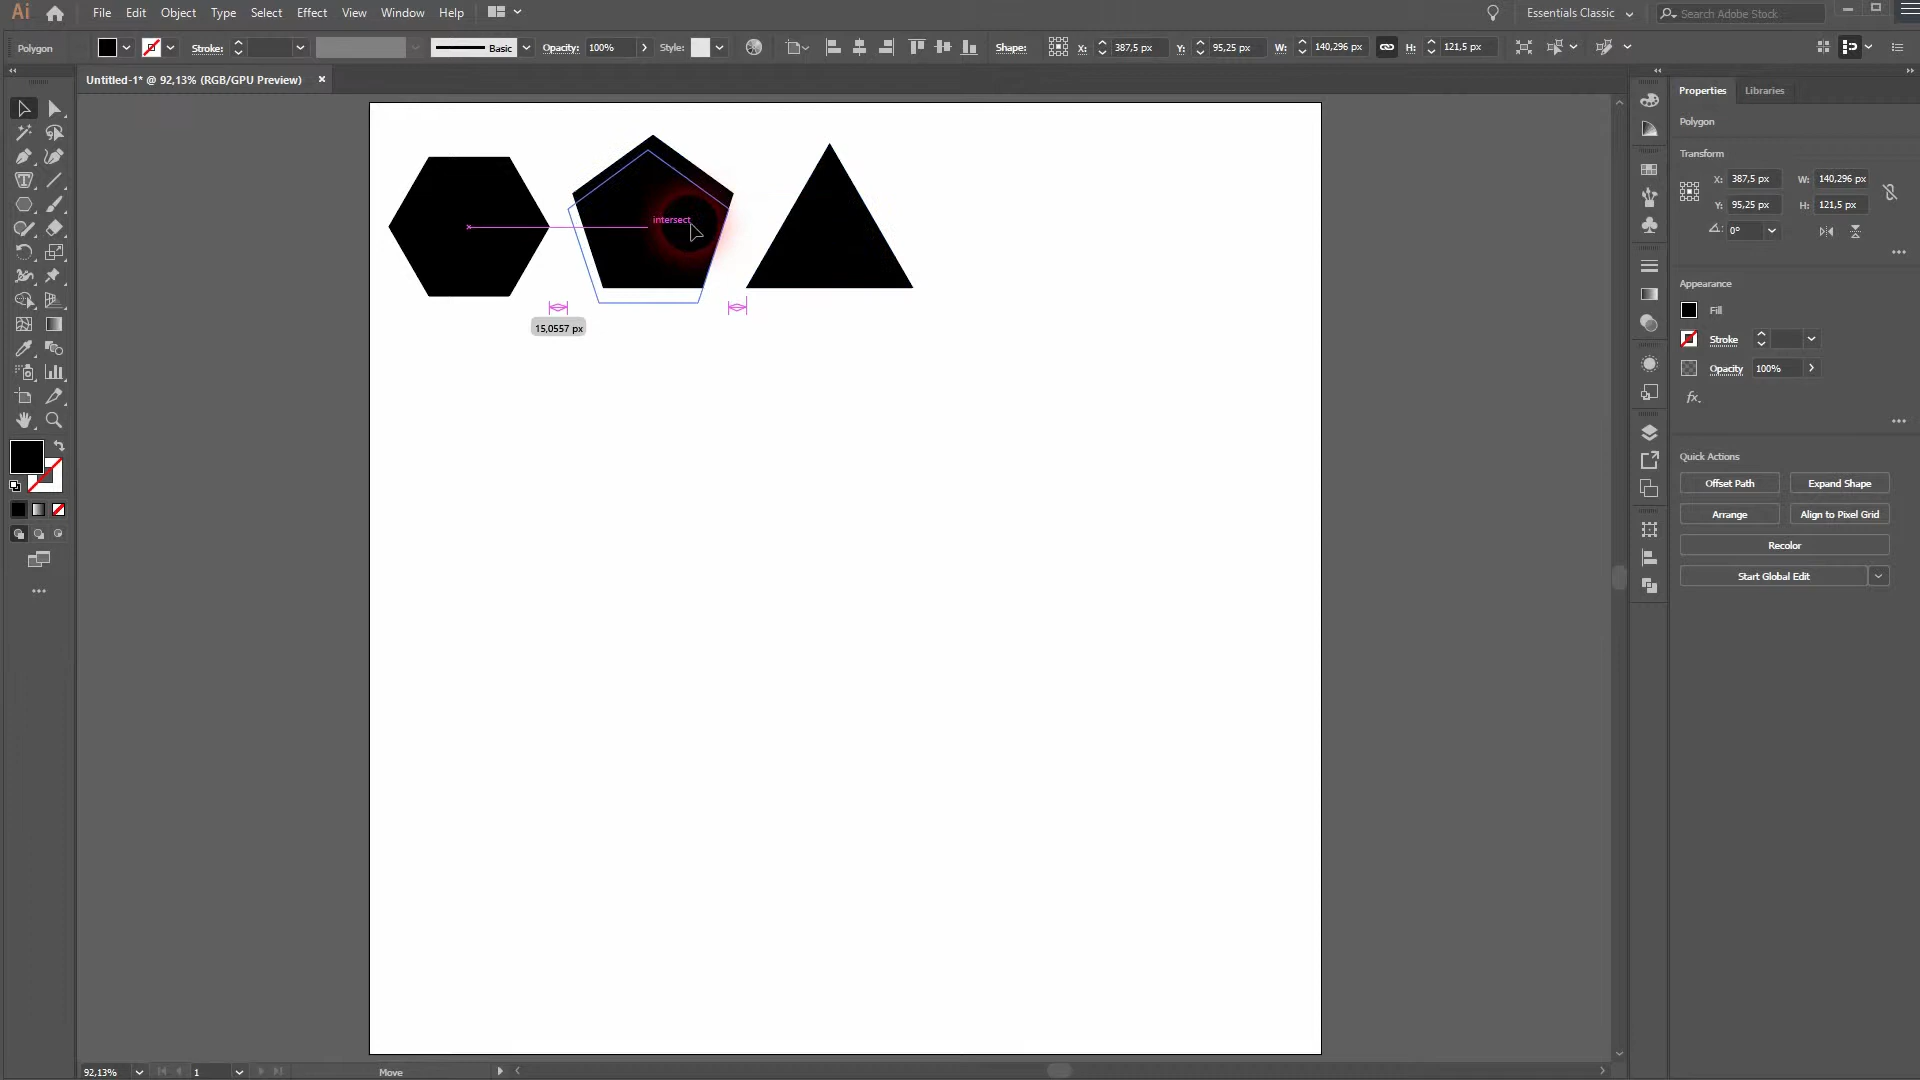 Ai File Edit Object Type Select Effect View Window Help Essentials Classic Search Adobe Stock
Polygon Stroke: Basic Opacity: 100% Style: Shape: X: 387,5 px Y: 95,25 px W: 140,296 px H: 121,5 px
Untitled-1* @ 92,13% (RGB/GPU Preview) ×
Properties Libraries
Polygon
Transform
X: 387,5 px W: 140,296 px
Y: 95,25 px H: 121,5 px
0°
intersect
15,0557 px
Appearance
Fill
Stroke
Opacity 100%
fx.
Quick Actions
Offset Path Expand Shape
Arrange Align to Pixel Grid
Recolor
Start Global Edit
92,13% 1 Move